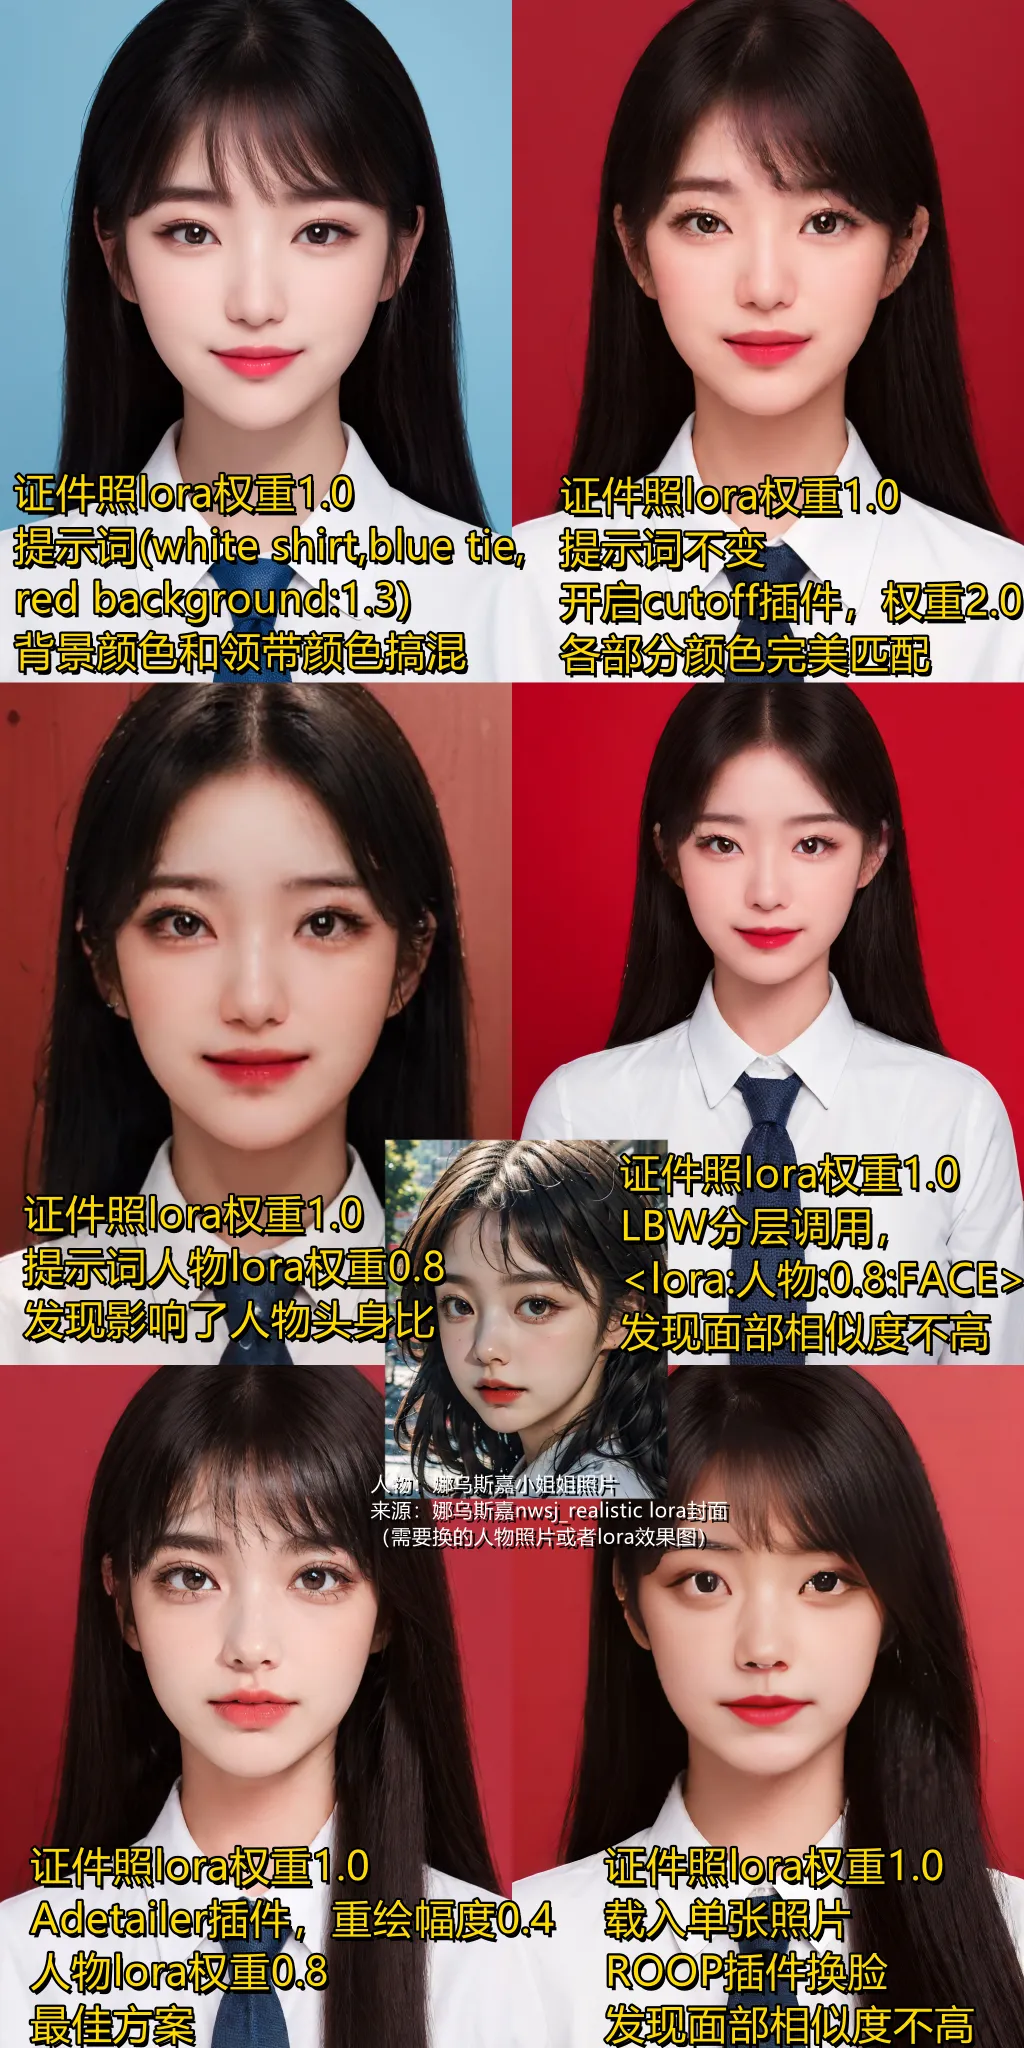 证件照lora权重1.0
提示词(white shirt,blue tie,
red background:1.3)
背景颜色和领带颜色搞混
证件照lora权重1.0
提示词不变
开启cutoff插件，权重2.0
各部分颜色完美匹配
证件照lora权重1.0
提示词人物lora权重0.8
发现影响了人物头身比
证件照lora权重1.0
LBW分层调用，
<lora:人物:0.8:FACE>
发现面部相似度不高
人物：娜乌斯嘉小姐姐照片
来源：娜乌斯嘉nwsj_realistic lora封面
（需要换的人物照片或者lora效果图）
证件照lora权重1.0
Adetailer插件，重绘幅度0.4
人物lora权重0.8
最佳方案
证件照lora权重1.0
载入单张照片
ROOP插件换脸
发现面部相似度不高